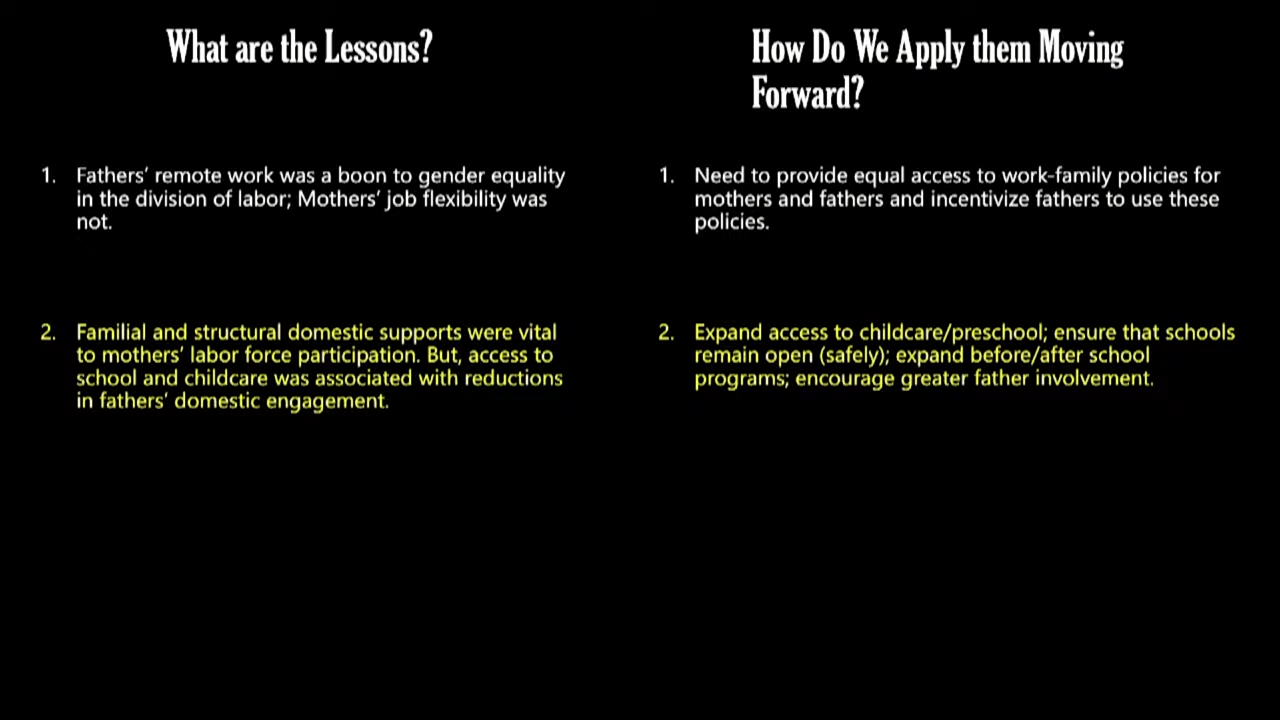 What are the Lessons?
1. Fathers’ remote work was a boon to gender equality
in the division of labor; Mothers’ job flexibility was
not.
2. Familial and structural domestic supports were vital
to mothers’ labor force participation. But, access to
school and childcare was associated with reductions
in fathers’ domestic engagement.
How Do We Apply them Moving
Forward?
1. Need to provide equal access to work-family policies for
mothers and fathers and incentivize fathers to use these
policies.
2. Expand access to childcare/preschool; ensure that schools
remain open (safely); expand before/after school
programs; encourage greater father involvement.